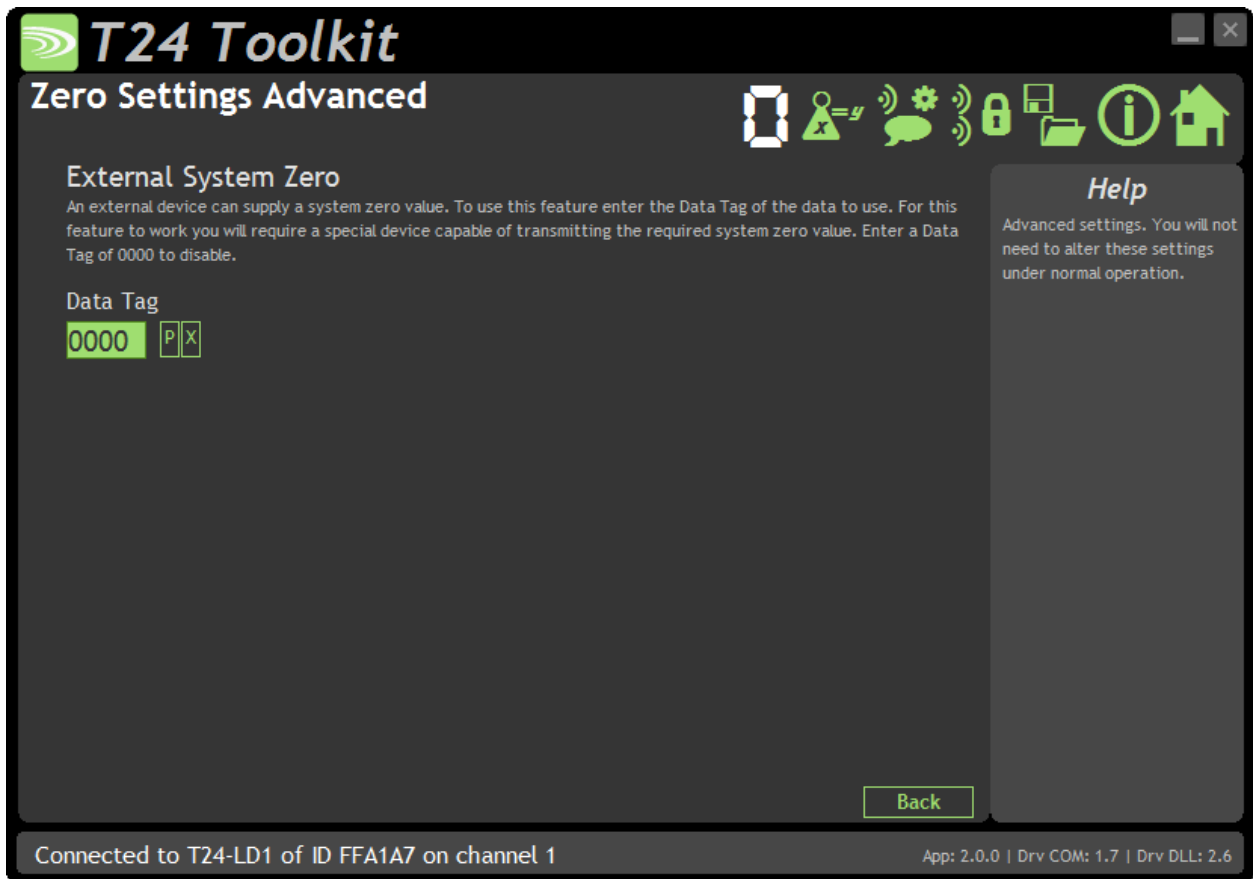 T24 Toolkit
Zero Settings Advanced
0
x=y
External System Zero
An external device can supply a system zero value. To use this feature enter the Data Tag of the data to use. For this
feature to work you will require a special device capable of transmitting the required system zero value. Enter a Data
Tag of 0000 to disable.
Data Tag
0000 P X
Back
Help
Advanced settings. You will not
need to alter these settings
under normal operation.
Connected to T24-LD1 of ID FFA1A7 on channel 1
App: 2.0.0 | Drv COM: 1.7 | Drv DLL: 2.6